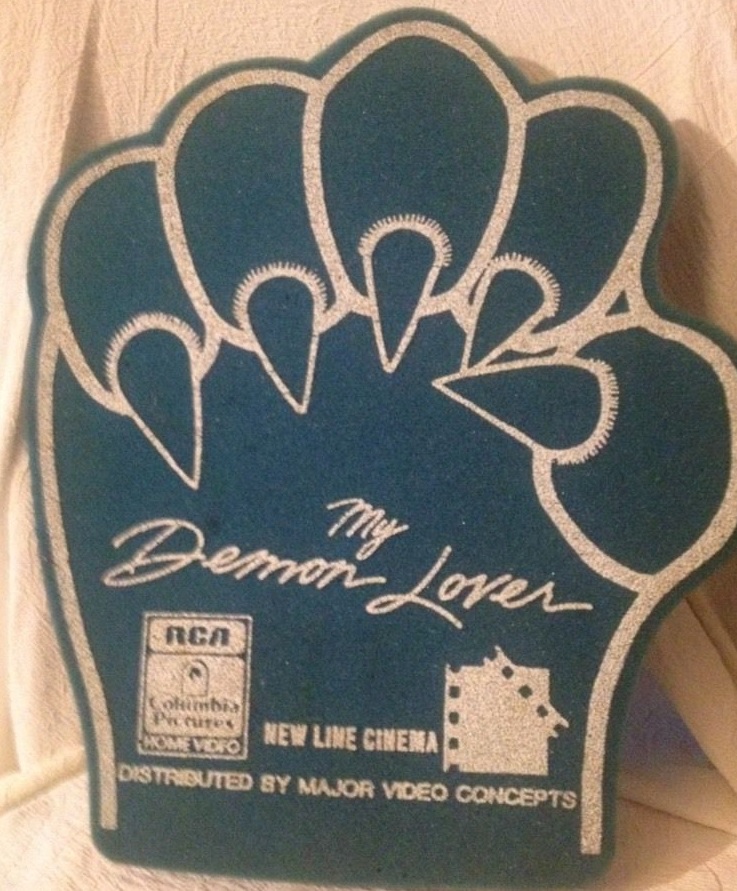 My
Demon Lover
RCA
Columbia
Pictures
HOME VIDEO
NEW LINE CINEMA
DISTRIBUTED BY MAJOR VIDEO CONCEPTS